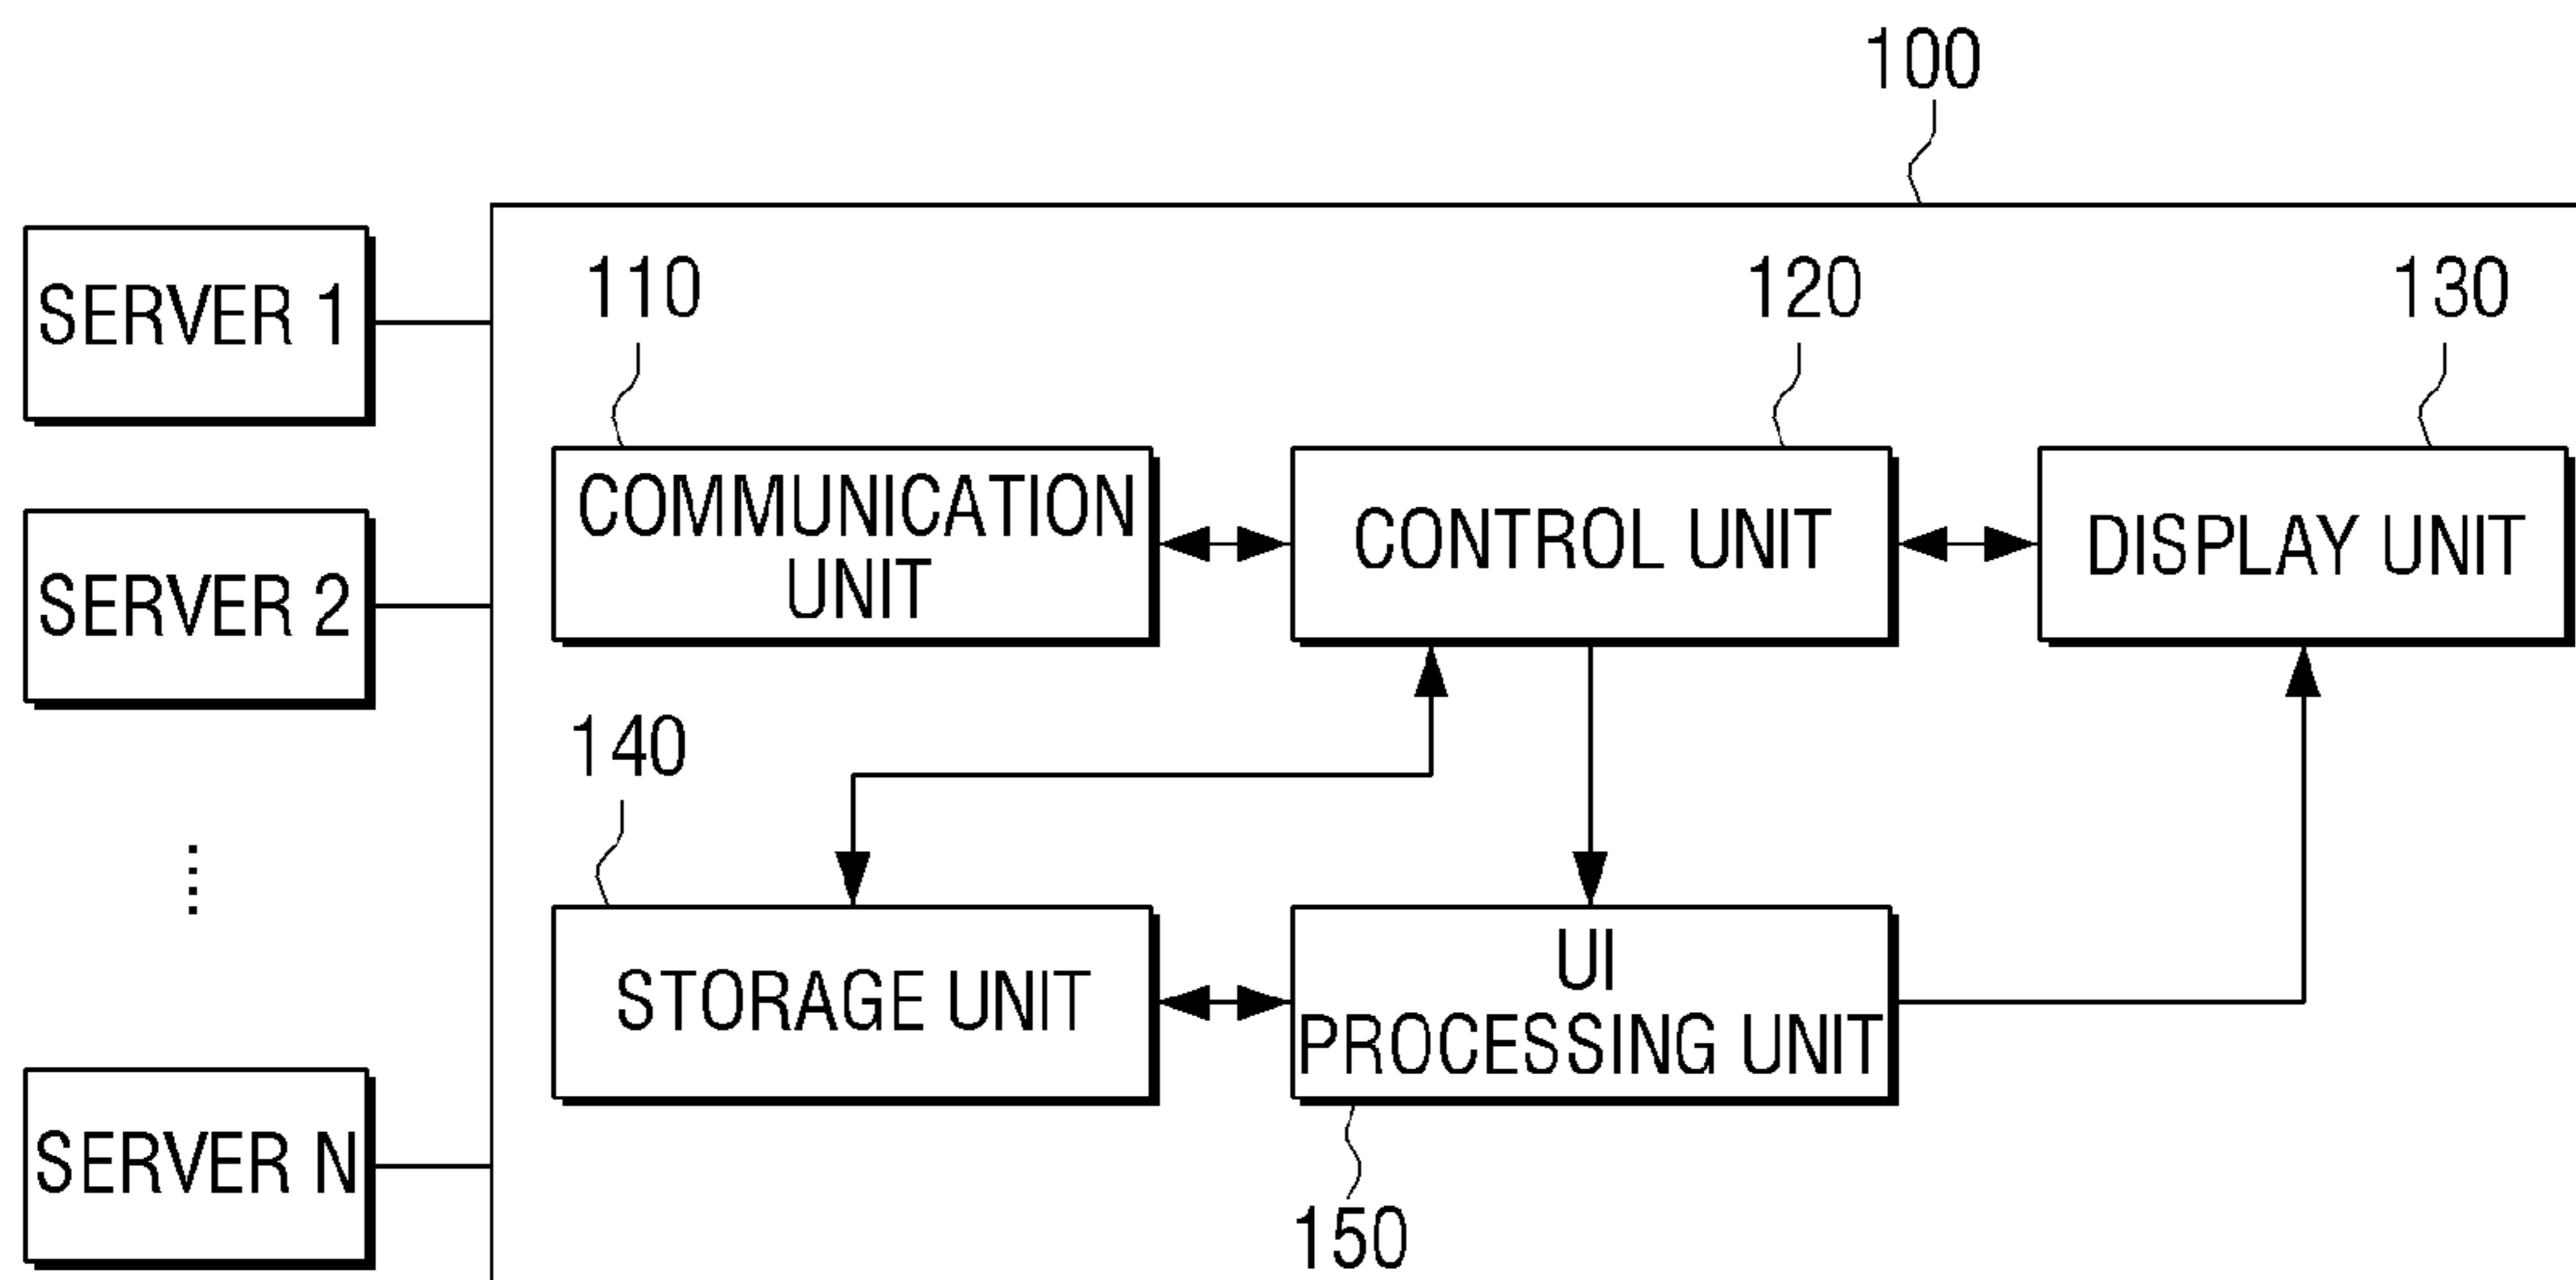 100
SERVER 1
110
120
130
COMMUNICATION
UNIT
CONTROL UNIT
DISPLAY UNIT
SERVER 2
140
STORAGE UNIT
UI
PROCESSING UNIT
SERVER N
150